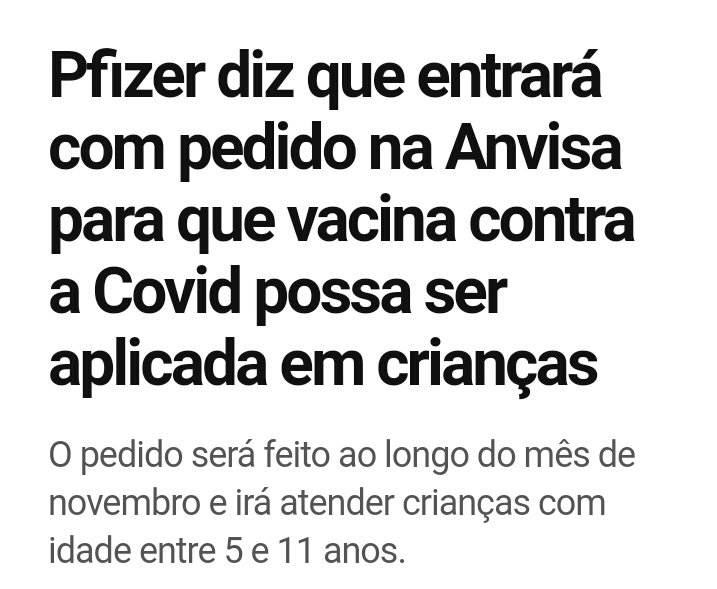 Pfizer diz que entrará
com pedido na Anvisa
para que vacina contra
a Covid possa ser
aplicada em crianças
O pedido será feito ao longo do mês de
novembro e irá atender crianças com
idade entre 5 e 11 anos.